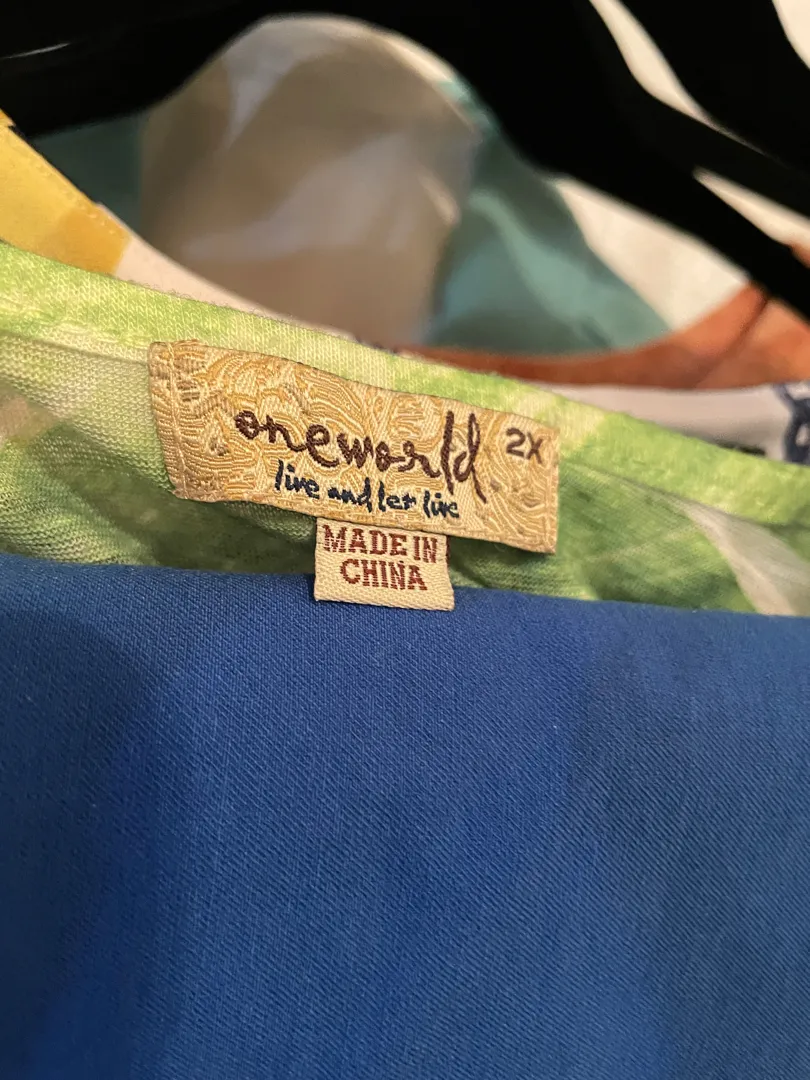 oneworld
2X
live and let live
MADE IN
CHINA